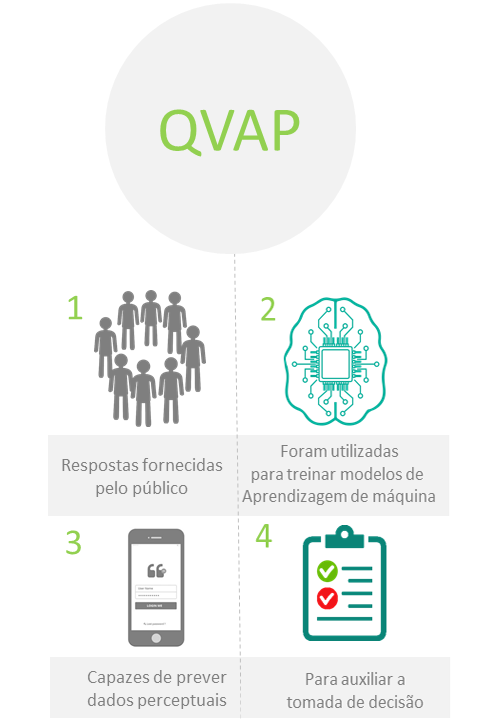 QVAP
1
2
Respostas fornecidas
pelo público
Foram utilizadas
para treinar modelos de
Aprendizagem de máquina
3
4
Capazes de prever
dados perceptuais
Para auxiliar a
tomada de decisão